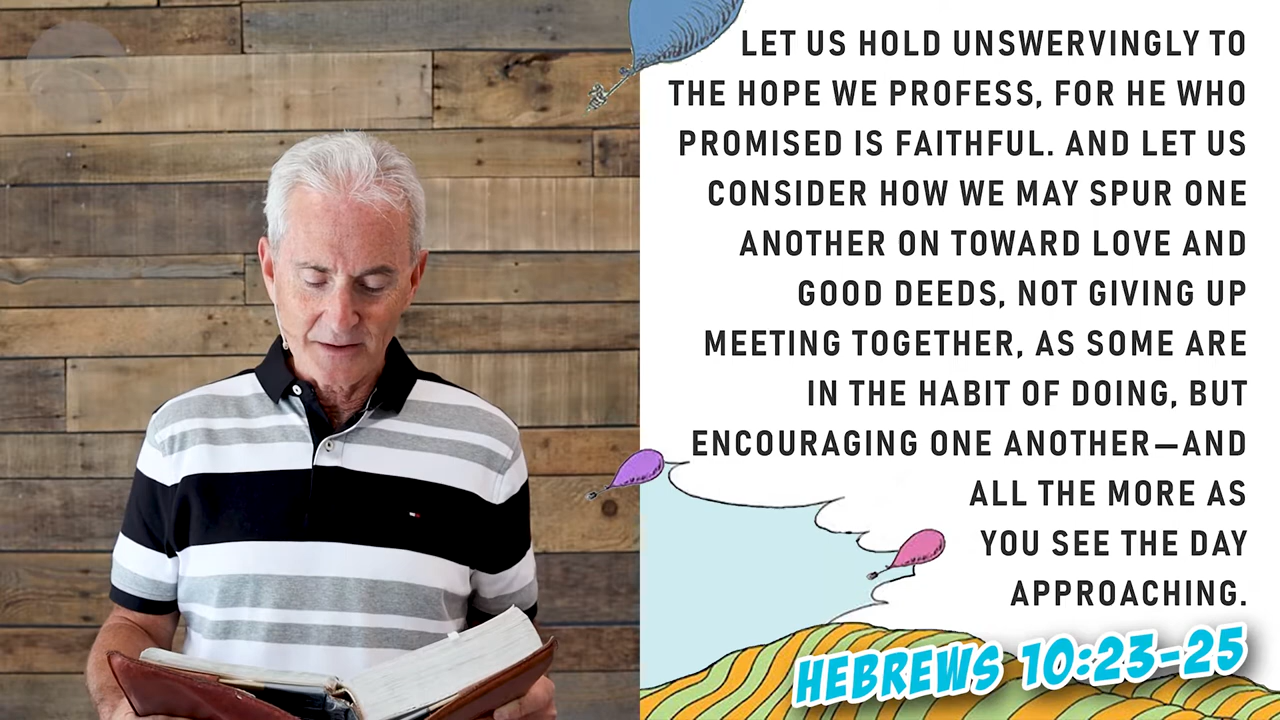 LET US HOLD UNSWERVINGLY TO
THE HOPE WE PROFESS, FOR HE WHO
PROMISED IS FAITHFUL. AND LET US
CONSIDER HOW WE MAY SPUR ONE
ANOTHER ON TOWARD LOVE AND
GOOD DEEDS, NOT GIVING UP
MEETING TOGETHER, AS SOME ARE
IN THE HABIT OF DOING, BUT
ENCOURAGING ONE ANOTHER—AND
ALL THE MORE AS
YOU SEE THE DAY
APPROACHING.
HEBREWS 10:23-25